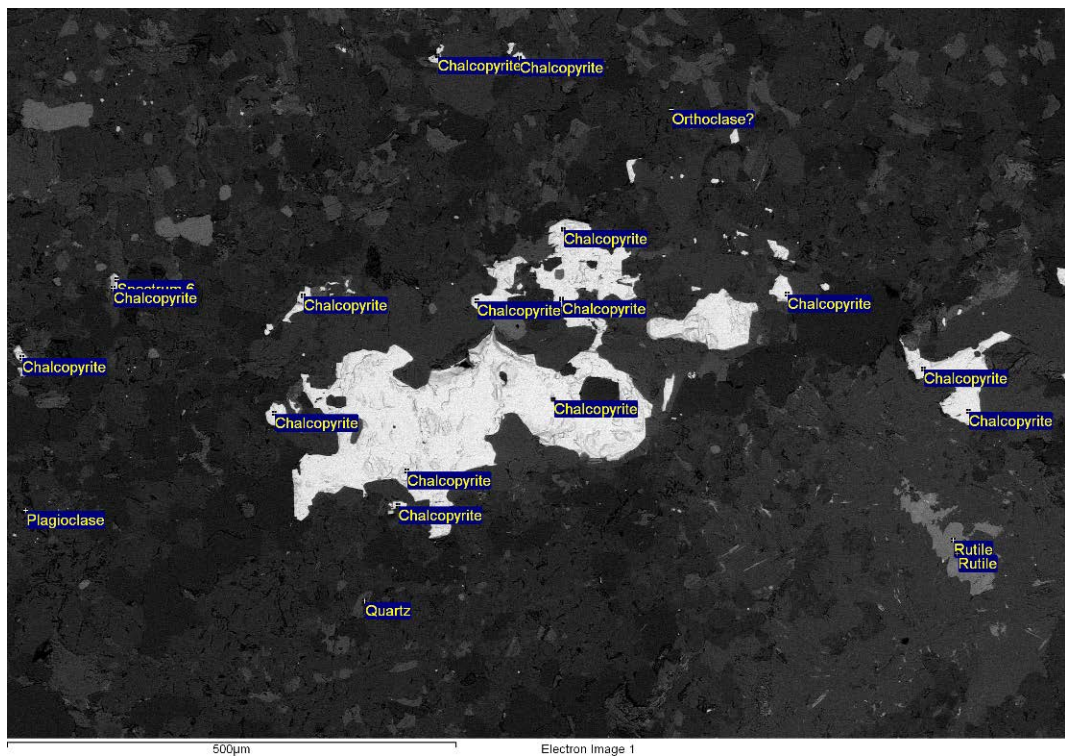 Chalcopyrite
Chalcopyrite
Orthoclase?
Chalcopyrite
Spectrum 6
Chalcopyrite
Chalcopyrite
Chalcopyrite
Chalcopyrite
Chalcopyrite
Chalcopyrite
Chalcopyrite
Chalcopyrite
Chalcopyrite
Chalcopyrite
Chalcopyrite
Chalcopyrite
Plagioclase
Rutile
Rutile
Quartz
500µm
Electron Image 1